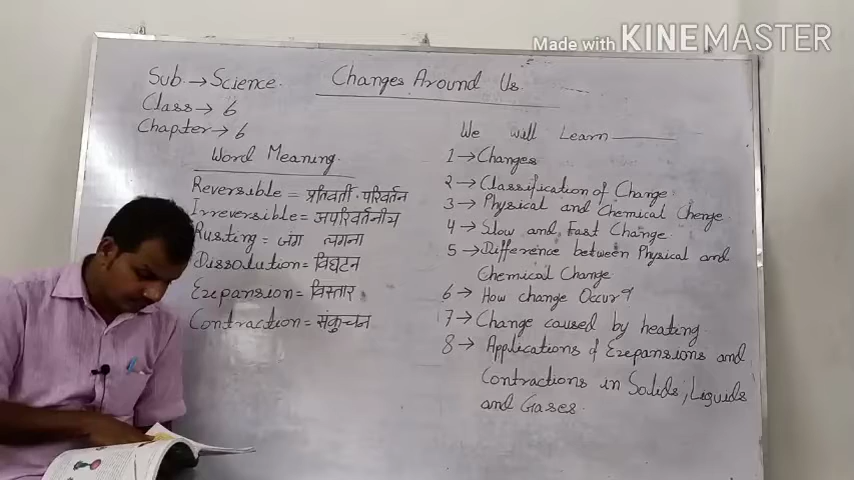 Made with KINEMASTER
Sub. → Science.
Changes Around Us.
Class → 6
Chapter → 6
Word Meaning.
Reversible = प्रतिवर्ती . परिवर्तन
Irreversible = अपरिवर्तनीय
Rusting = जंग लगना
Dissolution = विघटन
Expansion = विस्तार
Contraction = संकुचन
We will Learn
1 → Changes
2 → Classification of Change
3 → Physical and Chemical Chenge
4 → Slow and Fast Change
5 → Difference between Physical and
Chemical Change
6 → How change Occur?
7 → Change caused by heating.
8 → Applications of Expansions and
Contractions in Solids, Liquids
and Gases.